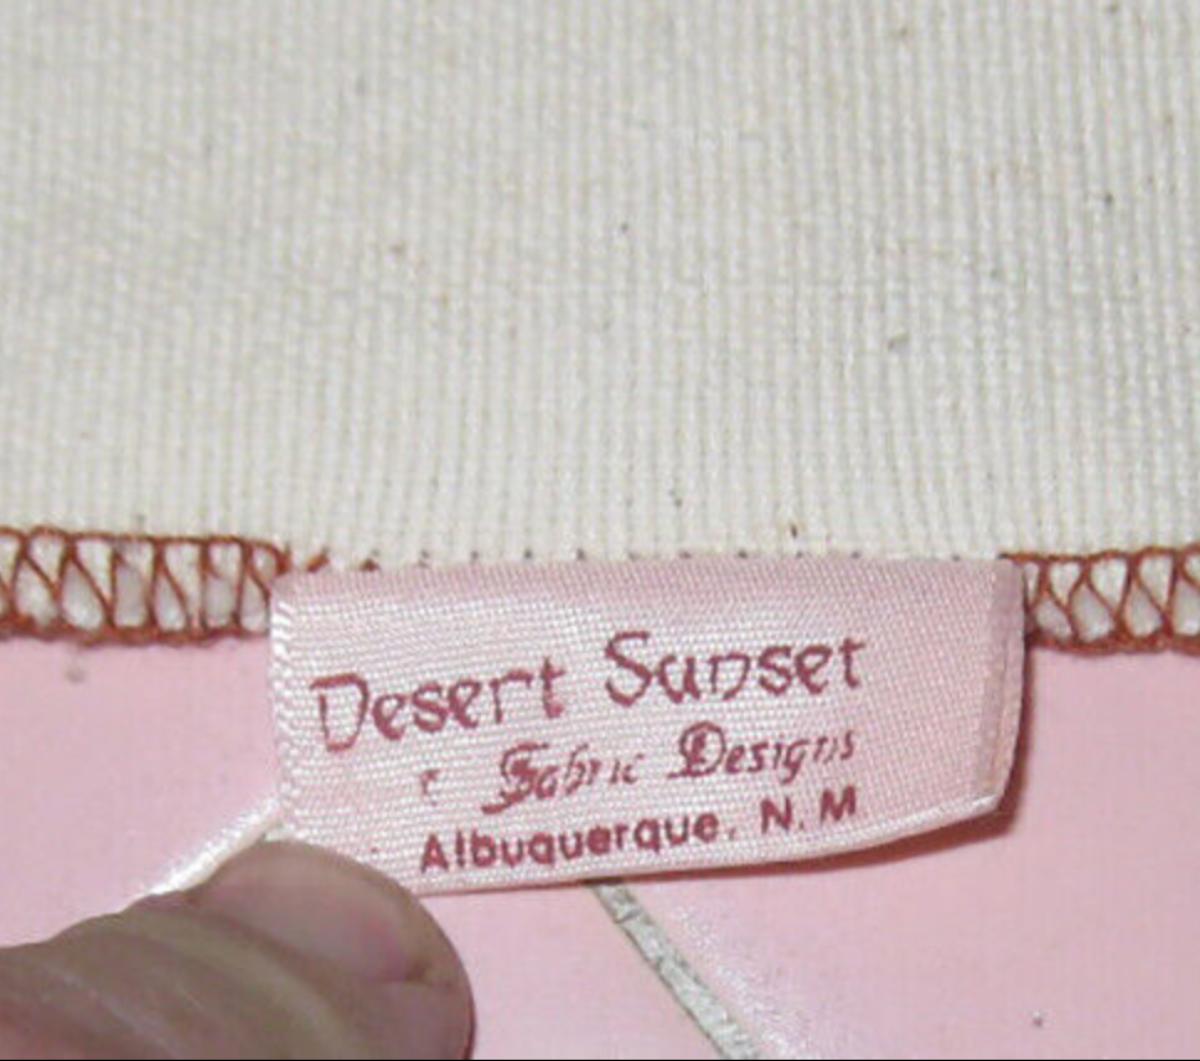 Desert Sunset
Fabric Designs
Albuquerque, N.M